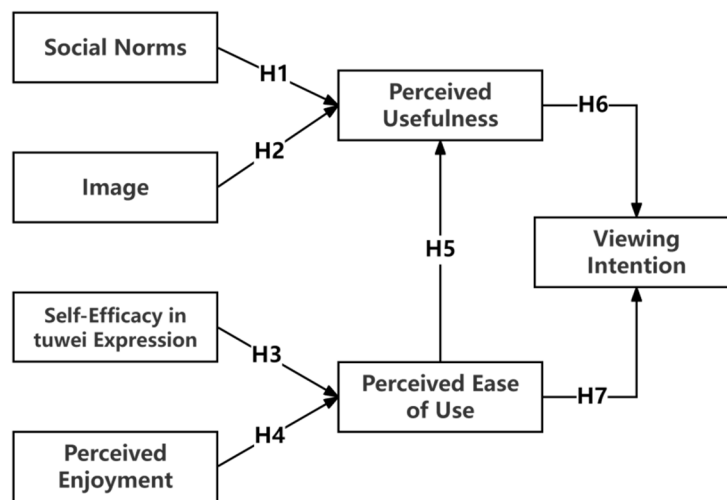 Social Norms
H1
Perceived
Usefulness
H6
Image
H2
H5
Viewing
Intention
Self-Efficacy in
tuwei Expression
H3
Perceived Ease
of Use
H7
H4
Perceived
Enjoyment